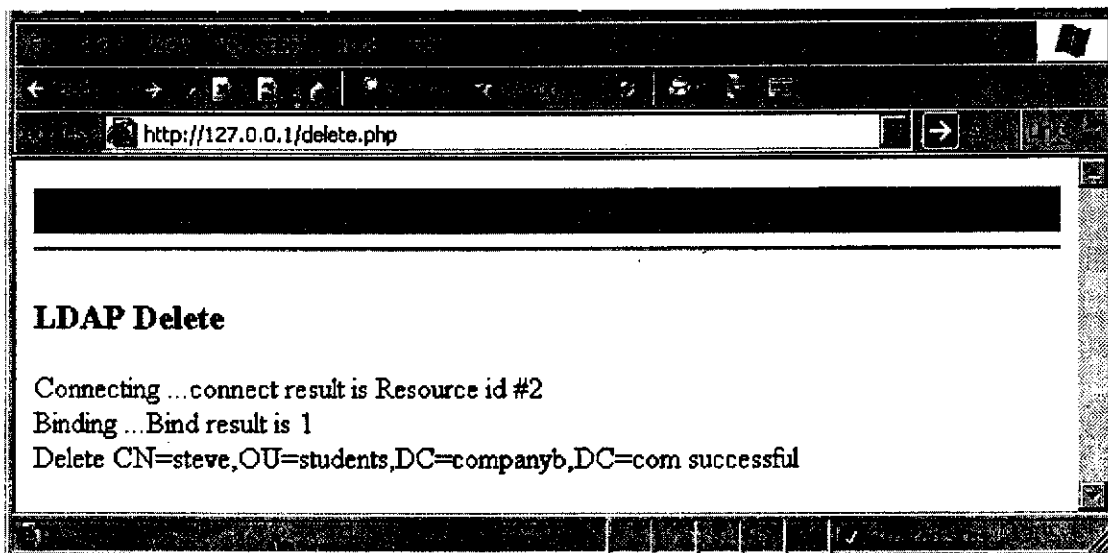 http://127.0.0.1/delete.php
LDAP Delete
Connecting ...connect result is Resource id #2
Binding ...Bind result is 1
Delete CN=steve,OU=students,DC=companyb,DC=com successful